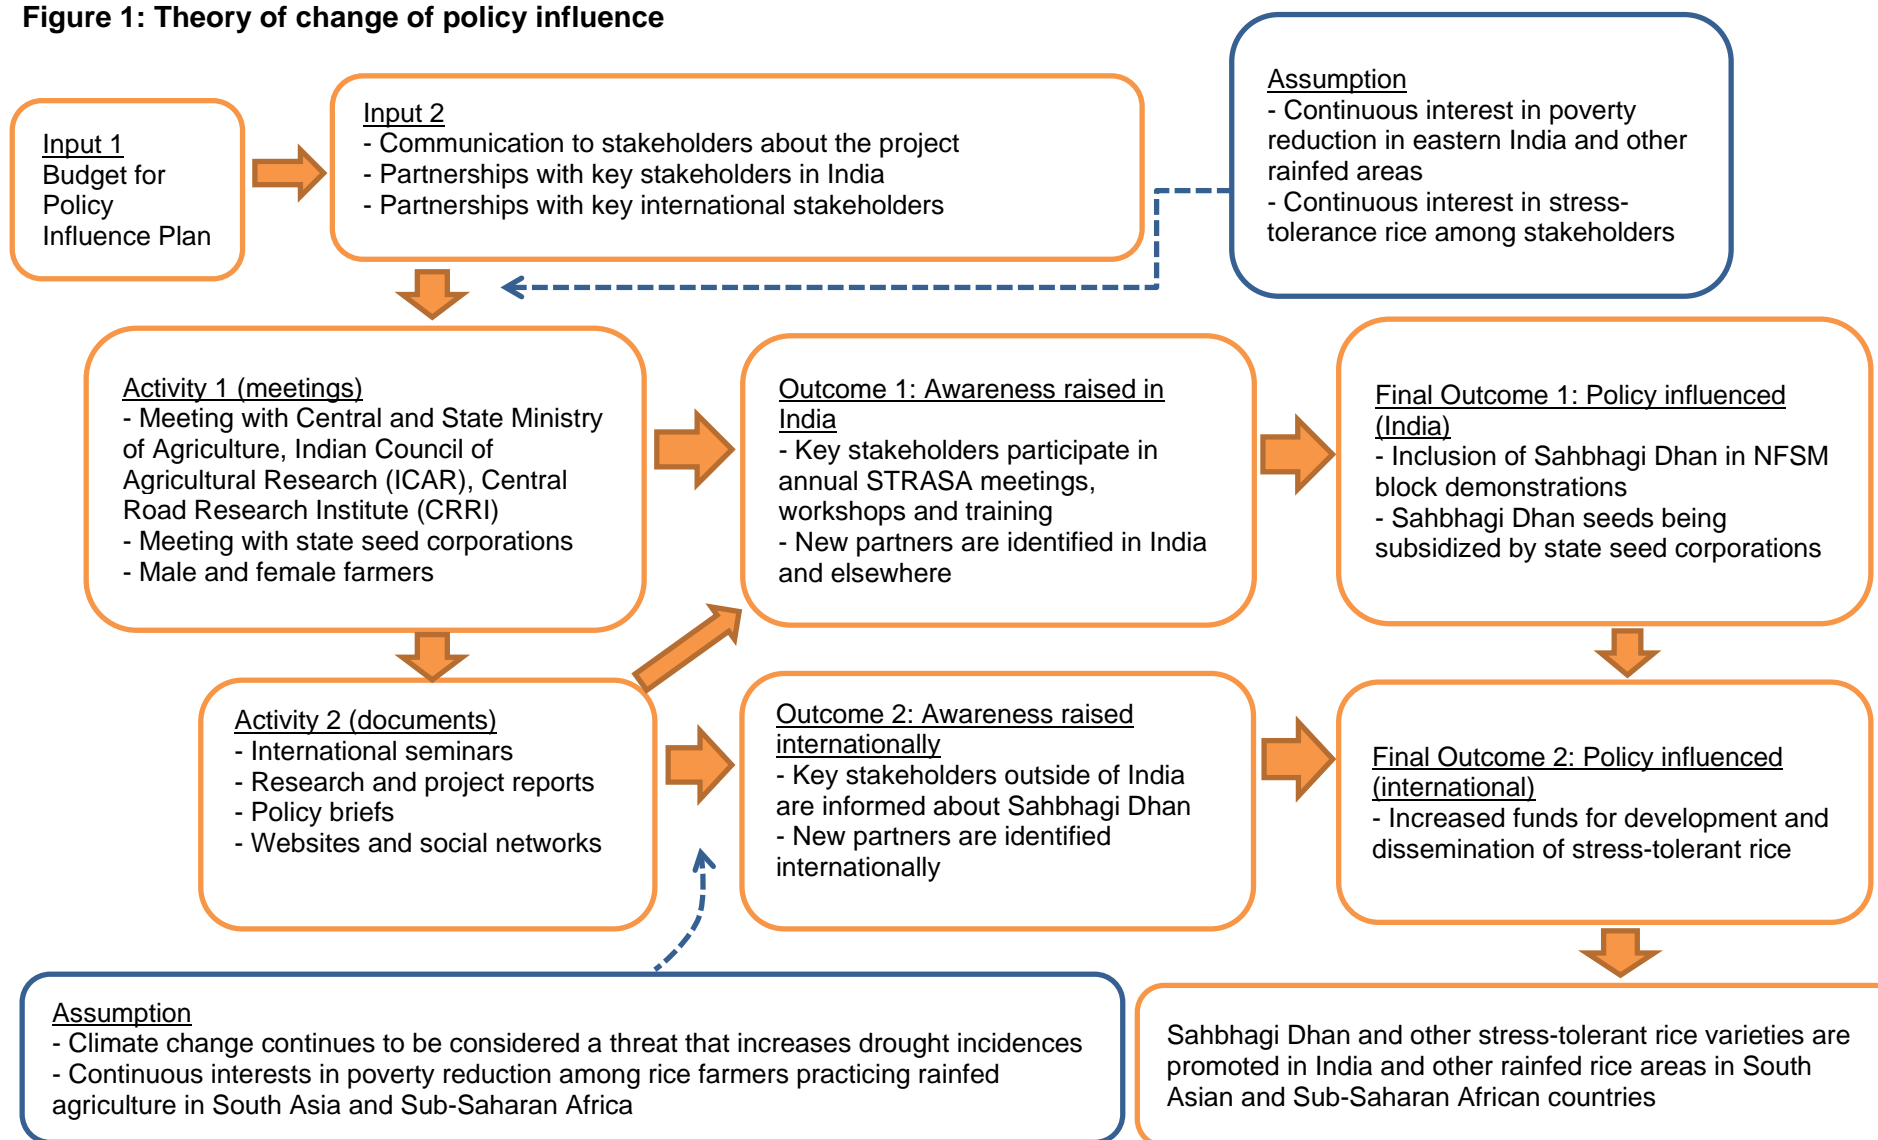 Figure 1: Theory of change of policy influence
Input 1
Budget for
Policy
Influence Plan
Input 2
- Communication to stakeholders about the project
- Partnerships with key stakeholders in India
- Partnerships with key international stakeholders
Assumption
- Continuous interest in poverty
reduction in eastern India and other
rainfed areas
- Continuous interest in stress-
tolerance rice among stakeholders
Activity 1 (meetings)
- Meeting with Central and State Ministry
of Agriculture, Indian Council of
Agricultural Research (ICAR), Central
Road Research Institute (CRRI)
- Meeting with state seed corporations
- Male and female farmers
Outcome 1: Awareness raised in
India
- Key stakeholders participate in
annual STRASA meetings,
workshops and training
- New partners are identified in India
and elsewhere
Final Outcome 1: Policy influenced
(India)
- Inclusion of Sahbhagi Dhan in NFSM
block demonstrations
- Sahbhagi Dhan seeds being
subsidized by state seed corporations
Activity 2 (documents)
- International seminars
- Research and project reports
- Policy briefs
- Websites and social networks
Outcome 2: Awareness raised
internationally
- Key stakeholders outside of India
are informed about Sahbhagi Dhan
- New partners are identified
internationally
Final Outcome 2: Policy influenced
(international)
- Increased funds for development and
dissemination of stress-tolerant rice
Assumption
- Climate change continues to be considered a threat that increases drought incidences
- Continuous interests in poverty reduction among rice farmers practicing rainfed
agriculture in South Asia and Sub-Saharan Africa
Sahbhagi Dhan and other stress-tolerant rice varieties are
promoted in India and other rainfed rice areas in South
Asian and Sub-Saharan African countries